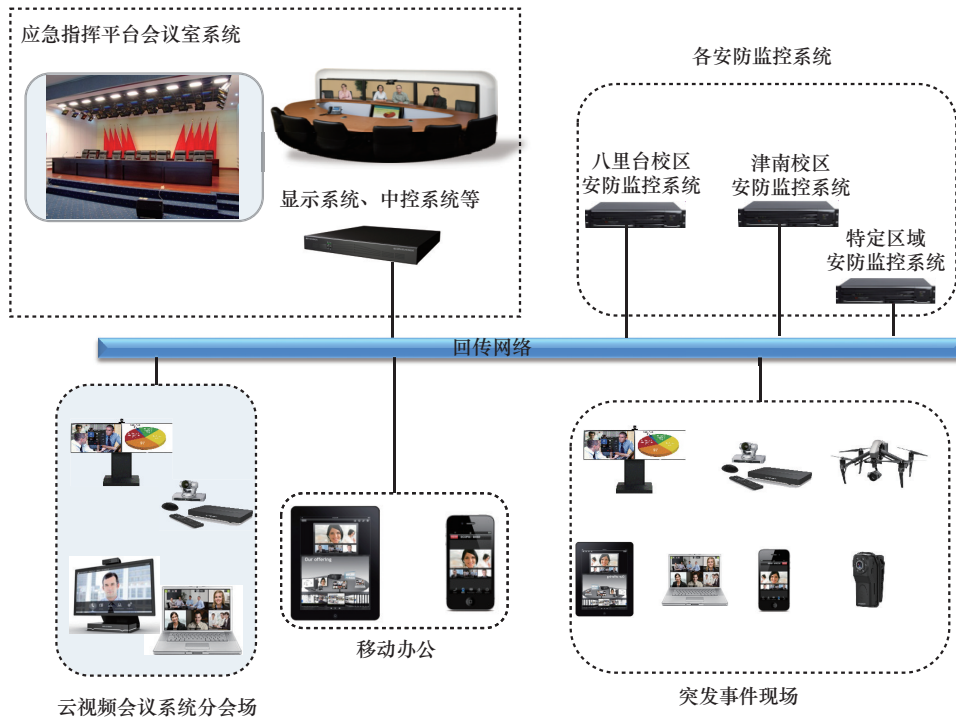 应急指挥平台会议室系统
显示系统、中控系统等
各安防监控系统
八里台校区
安防监控系统
津南校区
安防监控系统
特定区域
安防监控系统
回传网络
Our offering
云视频会议系统分会场
移动办公
突发事件现场